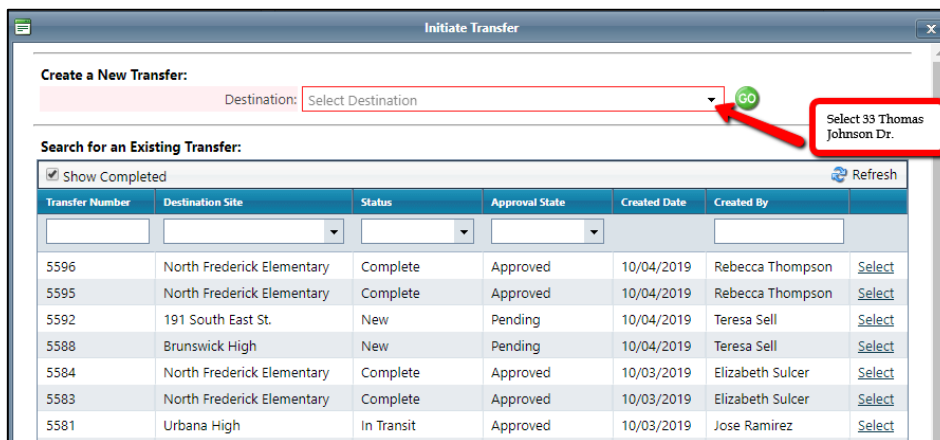 Initiate Transfer
x
Create a New Transfer:
Destination: Select Destination GO
Select 33 Thomas
Johnson Dr.
Search for an Existing Transfer:
Show Completed Refresh
Transfer Number Destination Site Status Approval State Created Date Created By
5596 North Frederick Elementary Complete Approved 10/04/2019 Rebecca Thompson Select
5595 North Frederick Elementary Complete Approved 10/04/2019 Rebecca Thompson Select
5592 191 South East St. New Pending 10/04/2019 Teresa Sell Select
5588 Brunswick High New Pending 10/04/2019 Teresa Sell Select
5584 North Frederick Elementary Complete Approved 10/03/2019 Elizabeth Sulcer Select
5583 North Frederick Elementary Complete Approved 10/03/2019 Elizabeth Sulcer Select
5581 Urbana High In Transit Approved 10/03/2019 Jose Ramirez Select